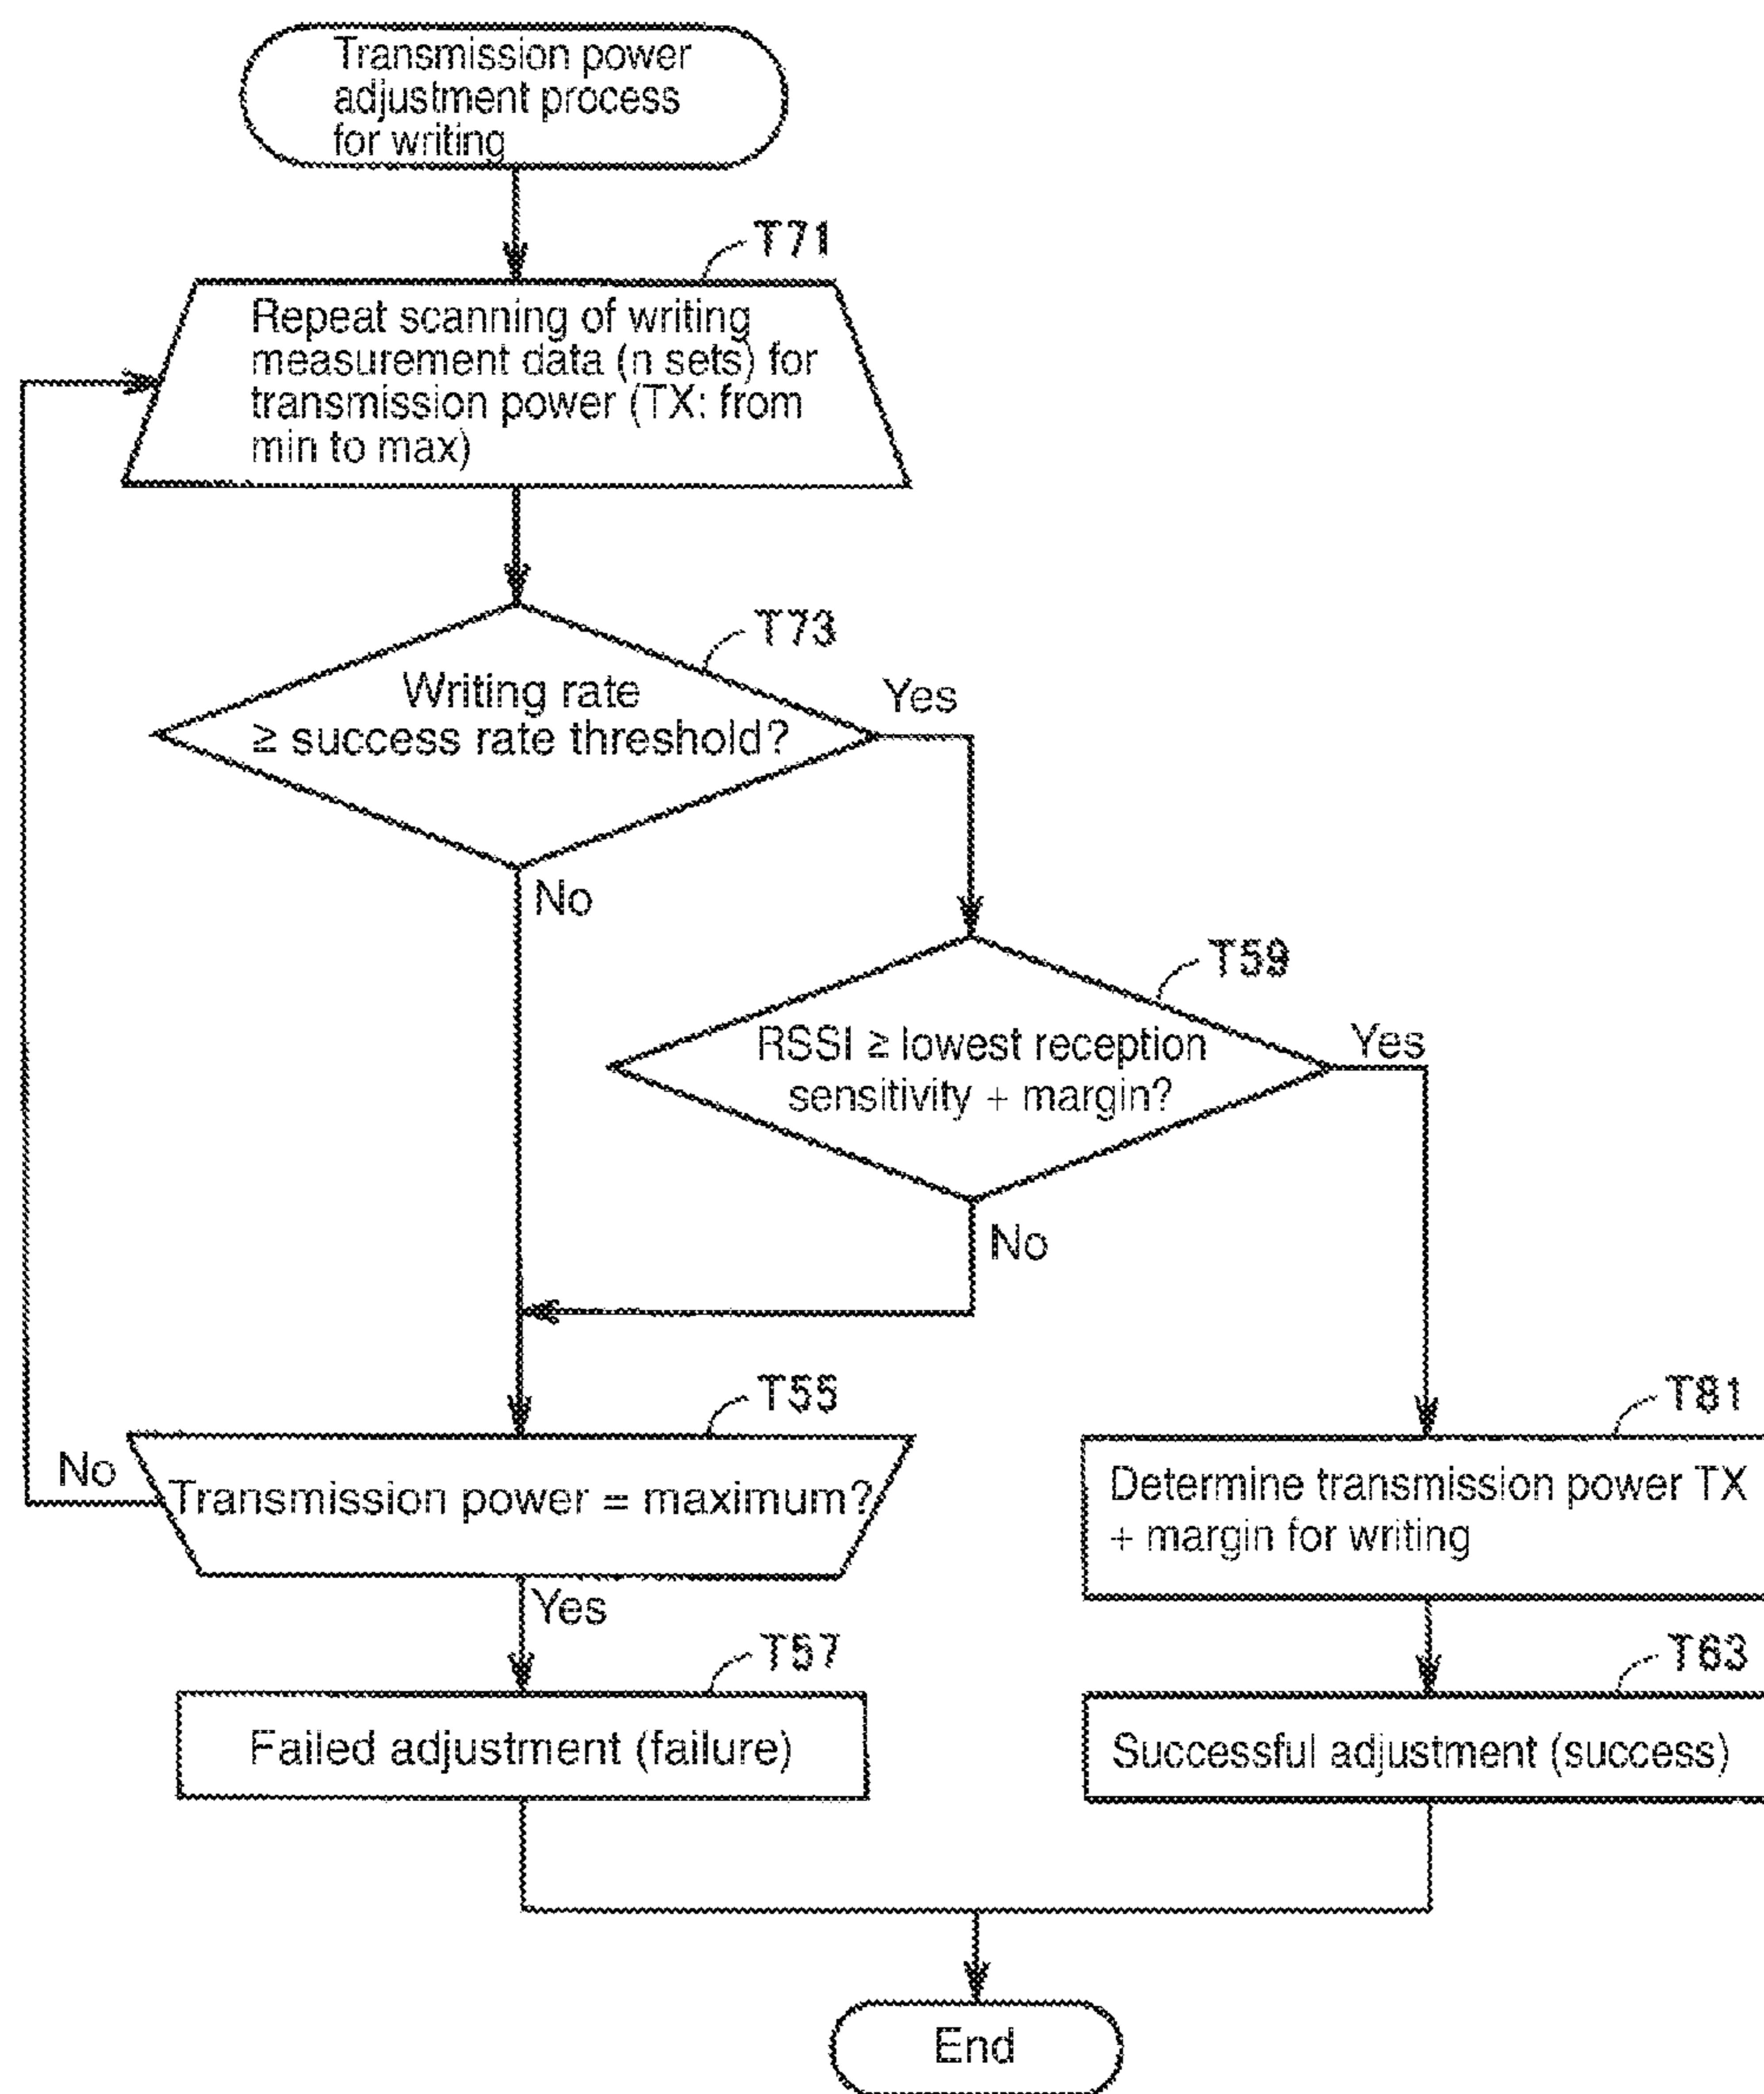 Transmission power
adjustment process
for writing
T71
Repeat scanning of writing
measurement data (n sets) for
transmission power (TX: from
min to max)
T73
Writing rate
≥ success rate threshold?
Yes
No
T59
RSSI ≥ lowest reception
sensitivity + margin?
Yes
No
T55
Transmission power = maximum?
No
Yes
T81
Determine transmission power TX
+ margin for writing
T57
Failed adjustment (failure)
T63
Successful adjustment (success)
End